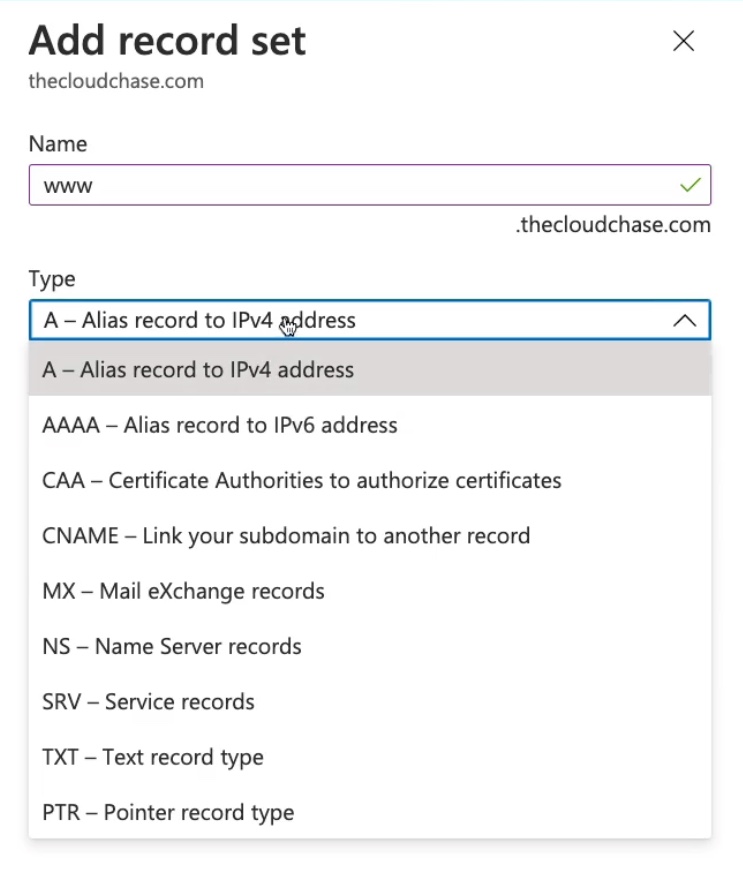 Add record set
thecloudchase.com
Name
www
.thecloudchase.com
Type
A – Alias record to IPv4 address
A – Alias record to IPv4 address
AAAA – Alias record to IPv6 address
CAA – Certificate Authorities to authorize certificates
CNAME – Link your subdomain to another record
MX – Mail eXchange records
NS – Name Server records
SRV – Service records
TXT – Text record type
PTR – Pointer record type